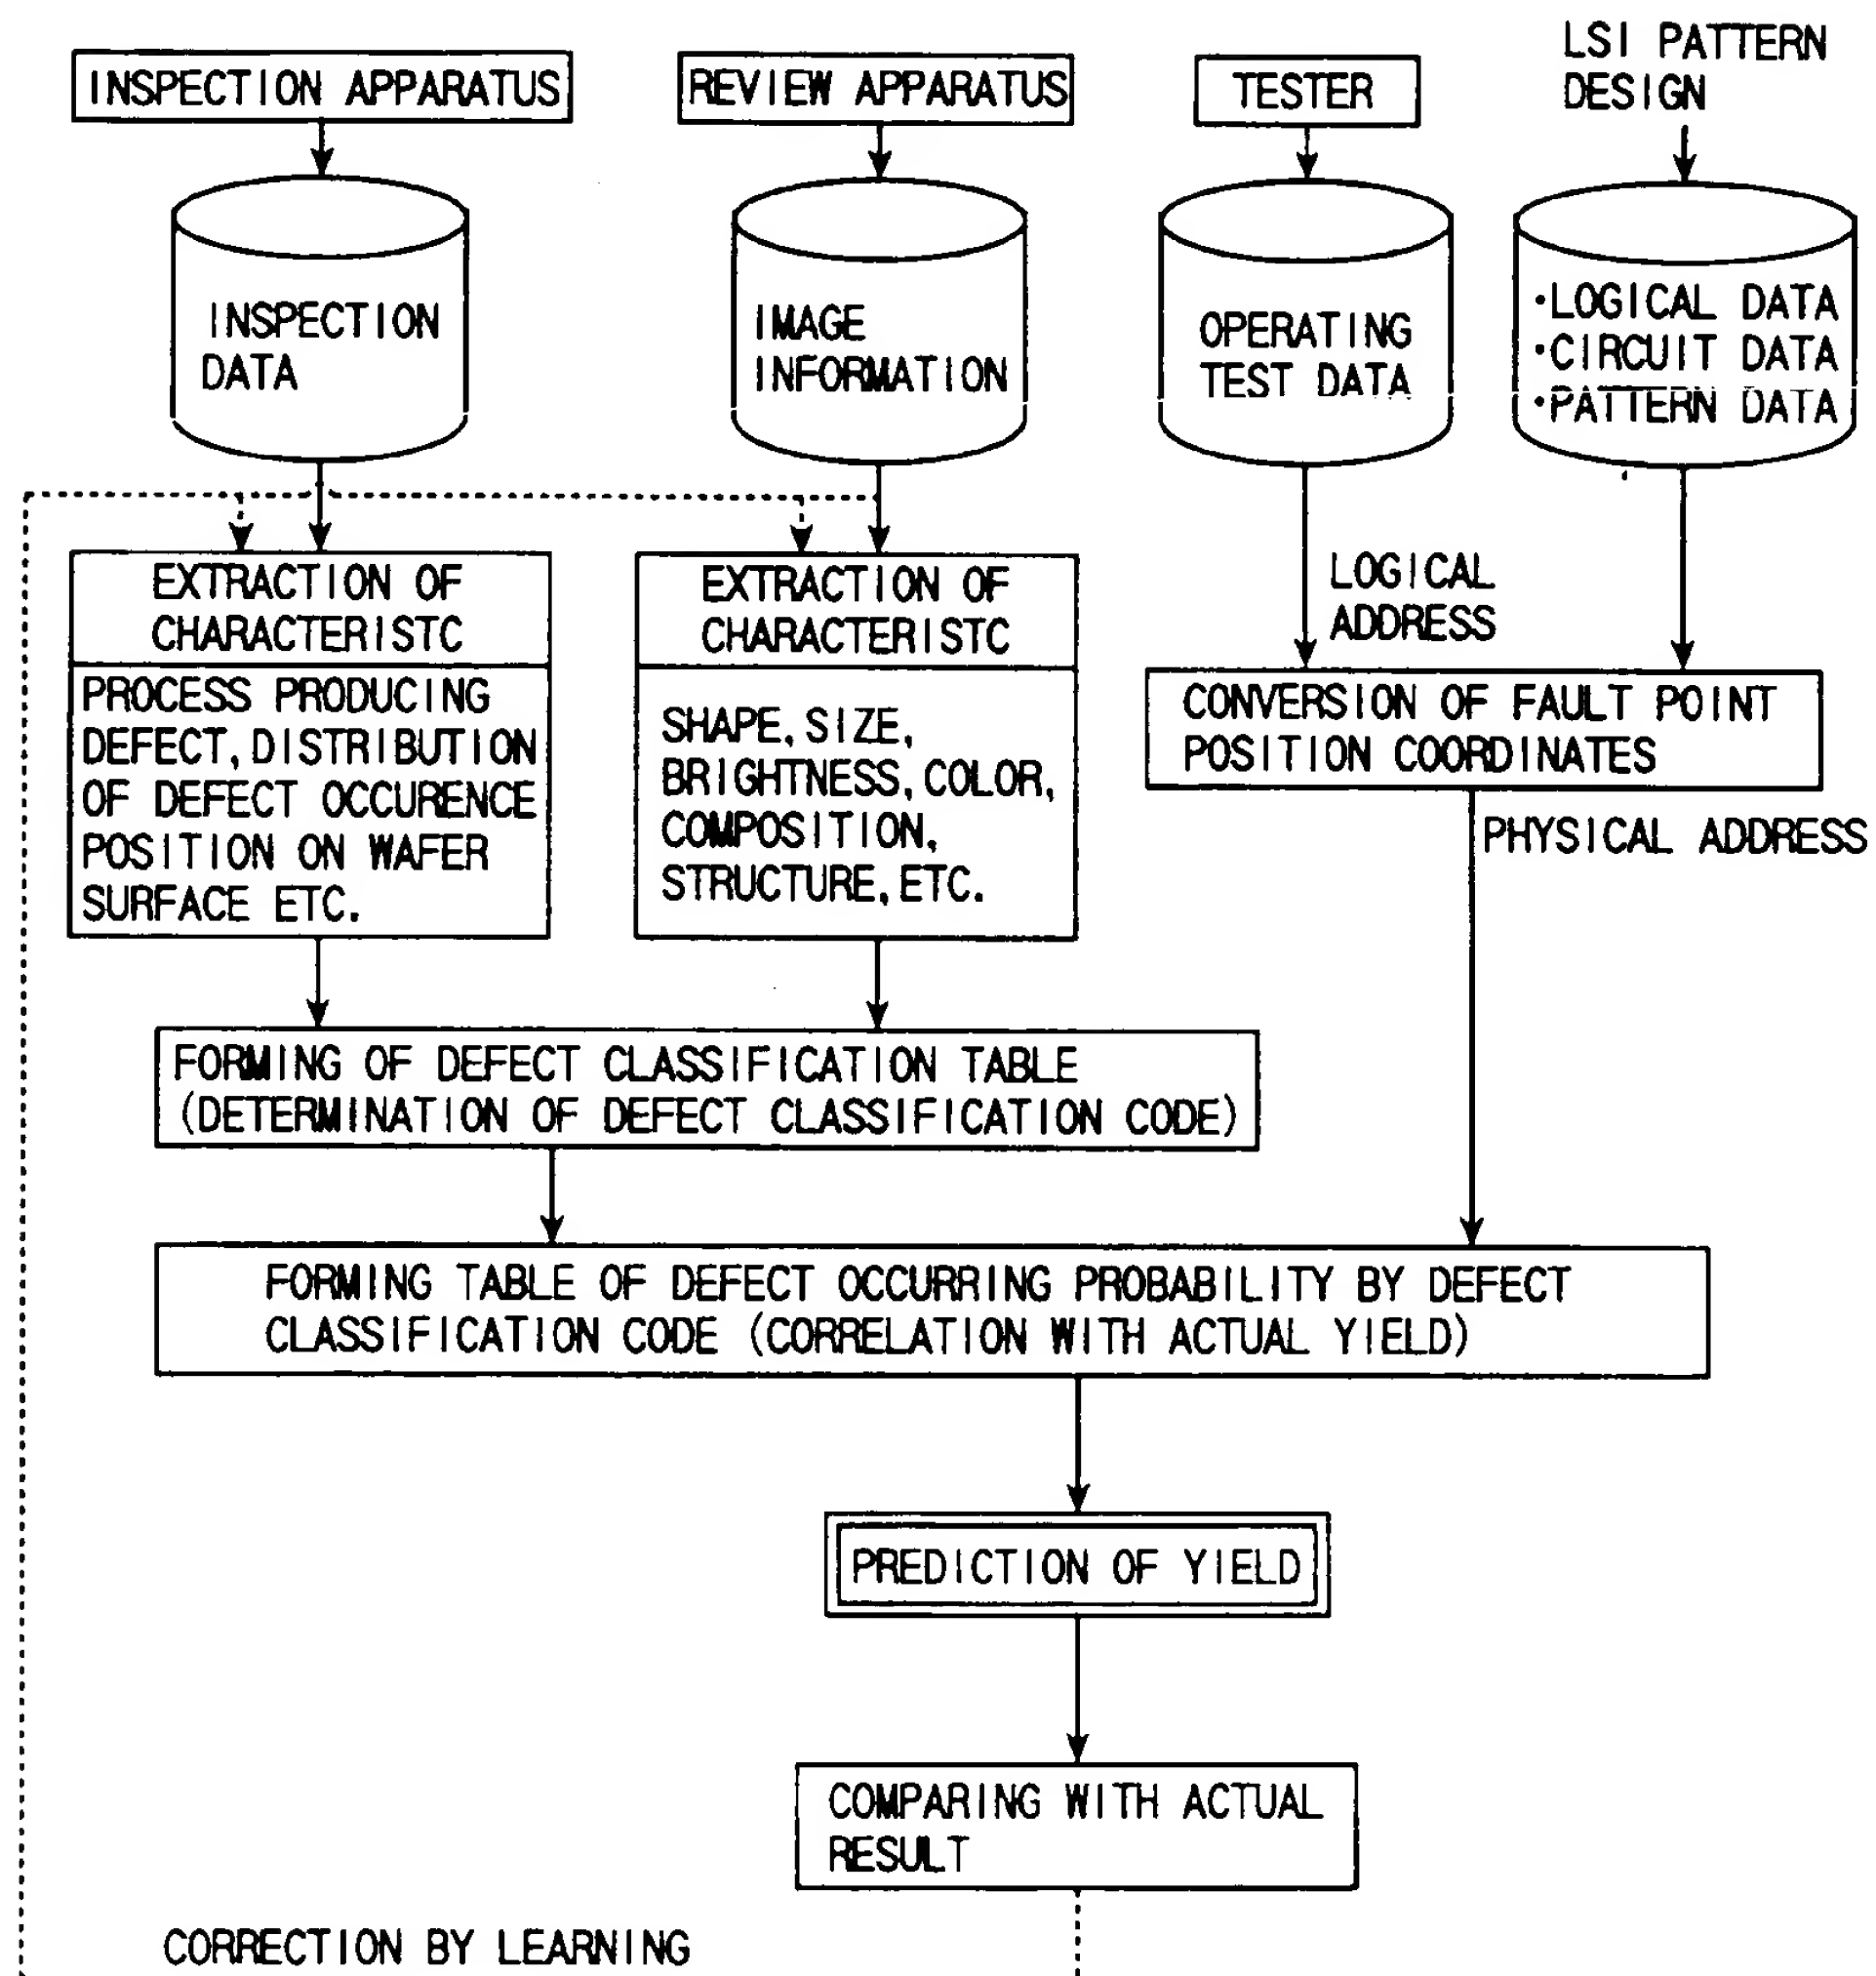 INSPECTION APPARATUS
REVIEW APPARATUS
TESTER
LSI PATTERN
DESIGN
INSPECTION
DATA
IMAGE
INFORMATION
OPERATING
TEST DATA
·LOGICAL DATA
·CIRCUIT DATA
·PATTERN DATA
EXTRACTION OF
CHARACTERISTC
PROCESS PRODUCING
DEFECT, DISTRIBUTION
OF DEFECT OCCURENCE
POSITION ON WAFER
SURFACE ETC.
EXTRACTION OF
CHARACTERISTC
SHAPE, SIZE,
BRIGHTNESS, COLOR,
COMPOSITION,
STRUCTURE, ETC.
LOGICAL
ADDRESS
CONVERSION OF FAULT POINT
POSITION COORDINATES
PHYSICAL ADDRESS
FORMING OF DEFECT CLASSIFICATION TABLE
(DETERMINATION OF DEFECT CLASSIFICATION CODE)
FORMING TABLE OF DEFECT OCCURRING PROBABILITY BY DEFECT
CLASSIFICATION CODE (CORRELATION WITH ACTUAL YIELD)
PREDICTION OF YIELD
COMPARING WITH ACTUAL
RESULT
CORRECTION BY LEARNING